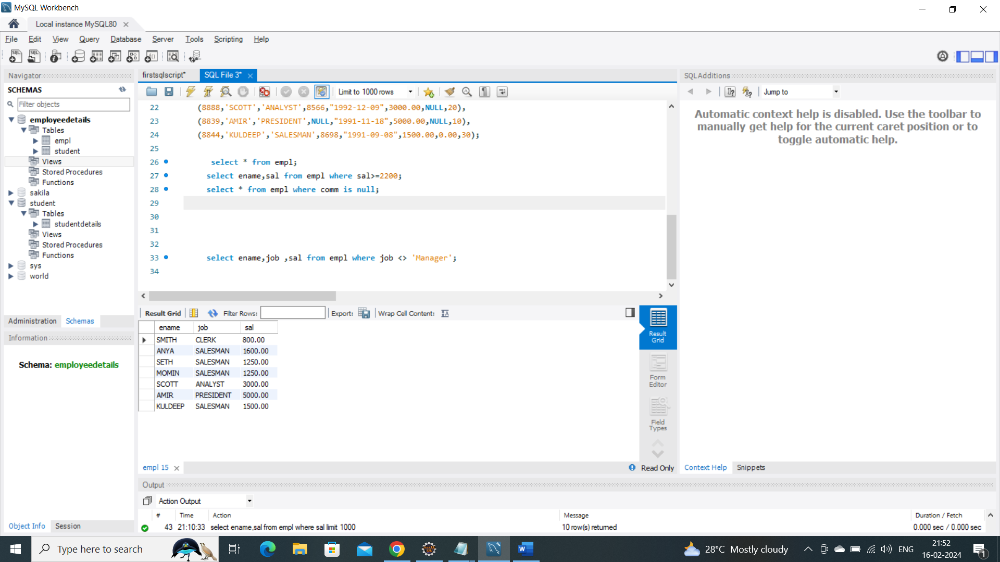 MySQL Workbench
Local instance MySQL80
File Edit View Query Database Server Tools Scripting Help
Navigator
SCHEMAS
Filter objects
employeedetails
Tables
empl
student
Views
Stored Procedures
Functions
sakila
student
Tables
studentdetails
Views
Stored Procedures
Functions
sys
world
Administration Schemas
Information
Schema: employeedetails
Object Info Session
firstsqlscript* SQL File 3*
Limit to 1000 rows
22 (8888,'SCOTT','ANALYST',8566,"1992-12-09",3000.00,NULL,20),
23 (8839,'AMIR','PRESIDENT',NULL,"1991-11-18",5000.00,NULL,10),
24 (8844,'KULDEEP','SALESMAN',8698,"1991-09-08",1500.00,0.00,30);
25
26 select * from empl;
27 select ename,sal from empl where sal>=2200;
28 select * from empl where comm is null;
29
30
31
32
33 select ename,job ,sal from empl where job <> 'Manager';
34
Result Grid Filter Rows: Export: Wrap Cell Content:
ename job sal
SMITH CLERK 800.00
ANYA SALESMAN 1600.00
SETH SALESMAN 1250.00
MOMIN SALESMAN 1250.00
SCOTT ANALYST 3000.00
AMIR PRESIDENT 5000.00
KULDEEP SALESMAN 1500.00
Result
Grid
Form
Editor
Field
Types
empl 15
Read Only
SQLAdditions
Jump to
Automatic context help is disabled. Use the toolbar to
manually get help for the current caret position or to
toggle automatic help.
Context Help Snippets
Output
Action Output
# Time Action Message Duration / Fetch
43 21:10:33 select ename,sal from empl where sal limit 1000 10 row(s) returned 0.000 sec / 0.000 sec
Type here to search
28°C Mostly cloudy
ENG
21:52
16-02-2024
1